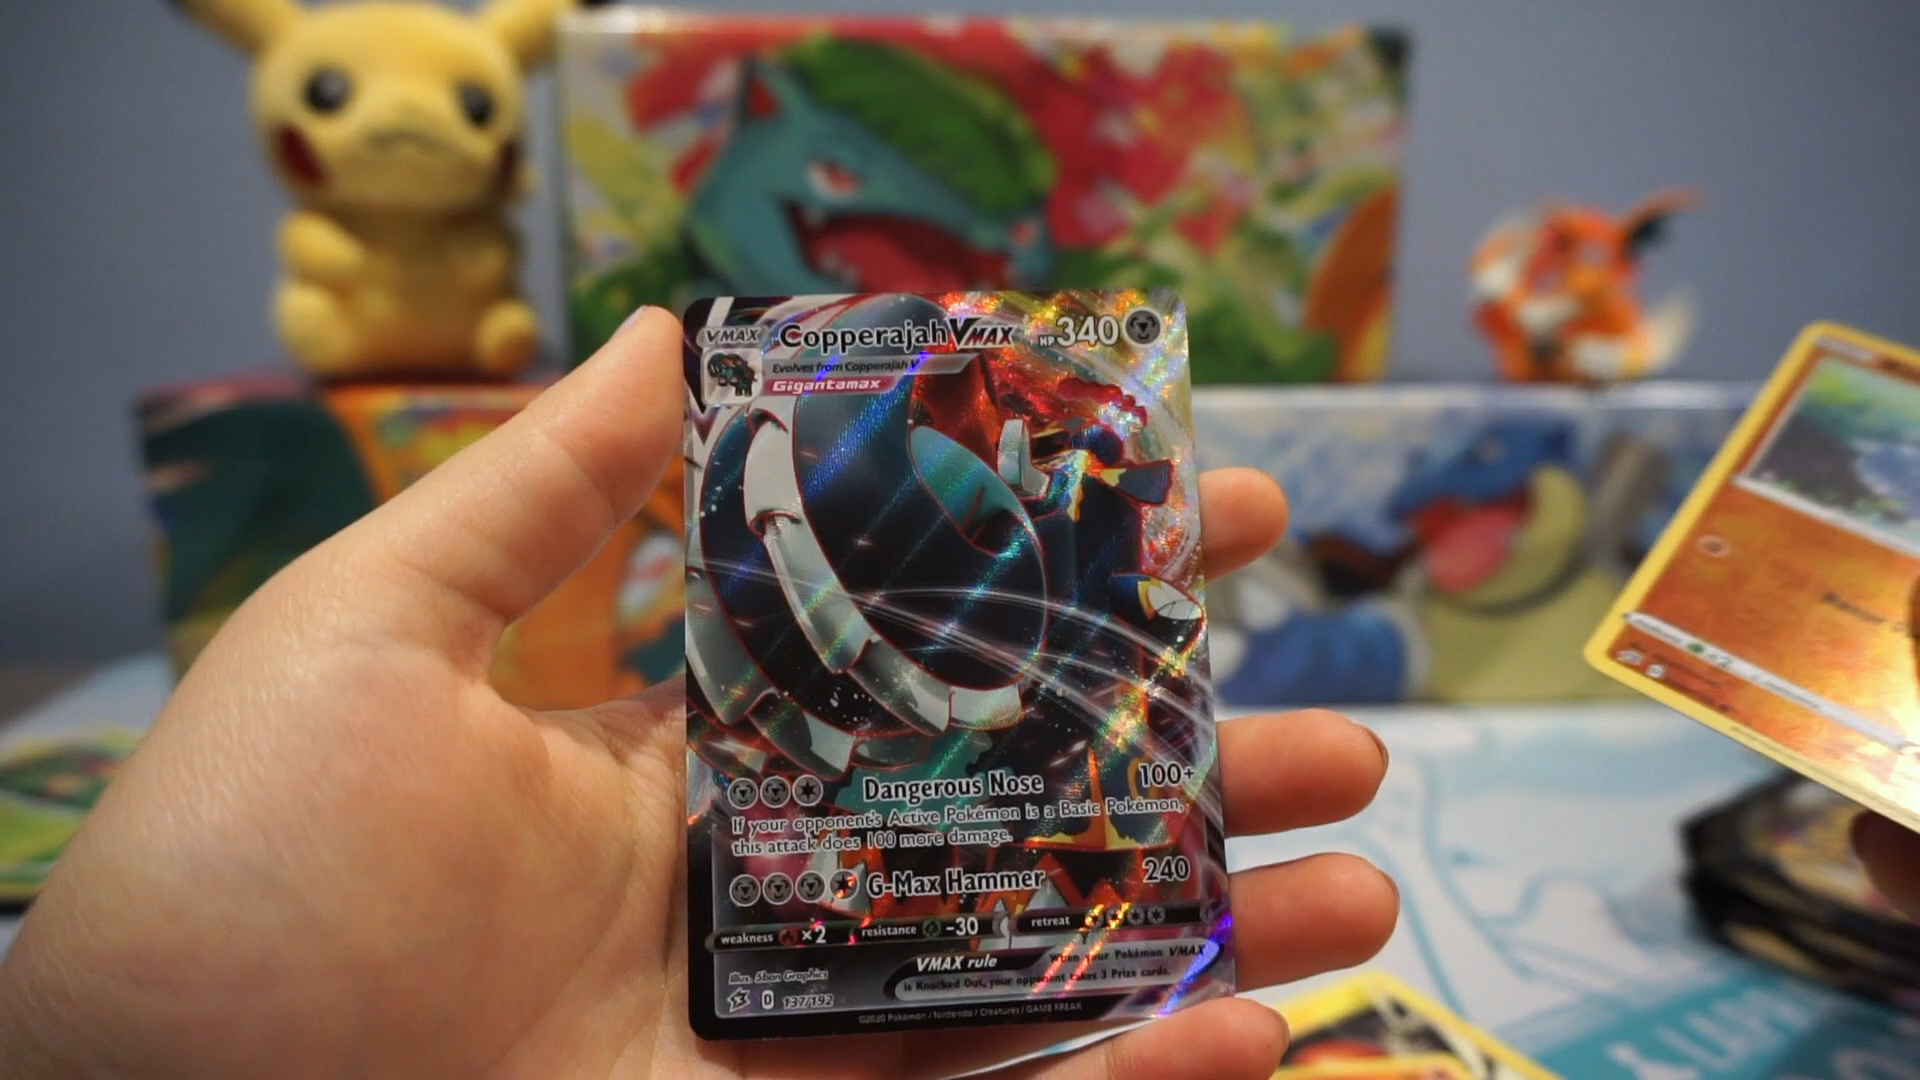 VMAX Copperajah VMAX HP 340
Evolves from Copperajah V
Gigantamax
Dangerous Nose 100+
If your opponent's Active Pokémon is a Basic Pokémon,
this attack does 100 more damage.
G-Max Hammer 240
weakness ×2 resistance -30 retreat
VMAX rule When your Pokémon VMAX
is Knocked Out, your opponent takes 3 Prize cards.
Illus. 5ban Graphics
D 137/192
©2020 Pokémon / Nintendo / Creatures / GAME FREAK